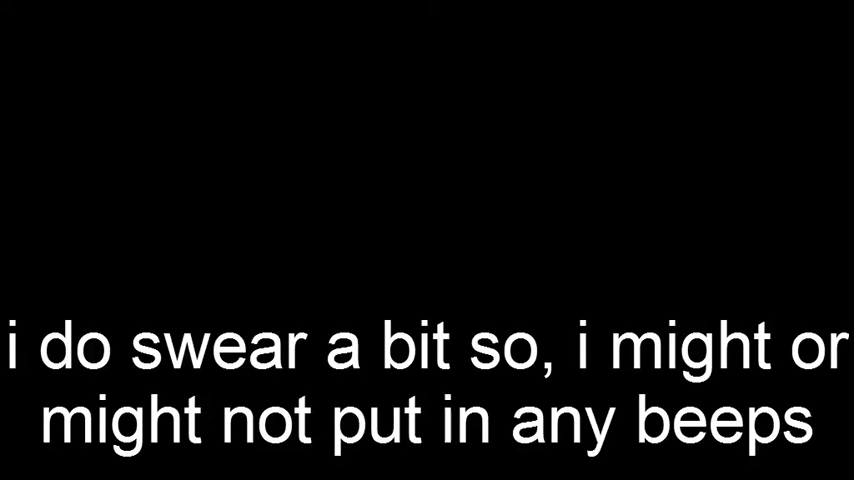 i do swear a bit so, i might or
might not put in any beeps